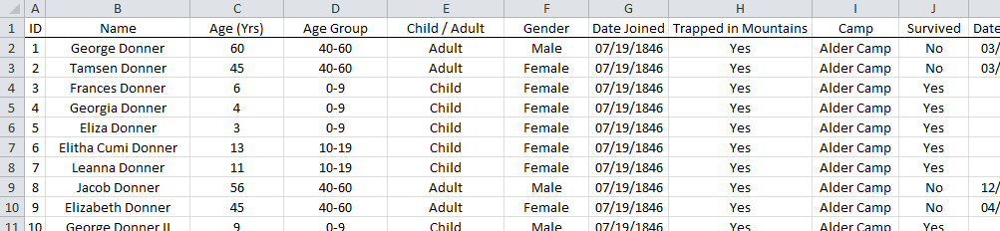 A B C D E F G H I J
1 ID Name Age (Yrs) Age Group Child / Adult Gender Date Joined Trapped in Mountains Camp Survived Date
2 1 George Donner 60 40-60 Adult Male 07/19/1846 Yes Alder Camp No 03/
3 2 Tamsen Donner 45 40-60 Adult Female 07/19/1846 Yes Alder Camp No 03/
4 3 Frances Donner 6 0-9 Child Female 07/19/1846 Yes Alder Camp Yes
5 4 Georgia Donner 4 0-9 Child Female 07/19/1846 Yes Alder Camp Yes
6 5 Eliza Donner 3 0-9 Child Female 07/19/1846 Yes Alder Camp Yes
7 6 Elitha Cumi Donner 13 10-19 Child Female 07/19/1846 Yes Alder Camp Yes
8 7 Leanna Donner 11 10-19 Child Female 07/19/1846 Yes Alder Camp Yes
9 8 Jacob Donner 56 40-60 Adult Male 07/19/1846 Yes Alder Camp No 12/
10 9 Elizabeth Donner 45 40-60 Adult Female 07/19/1846 Yes Alder Camp No 04/
11 10 George Donner II 9 0-9 Child Male 07/19/1846 Yes Alder Camp Yes